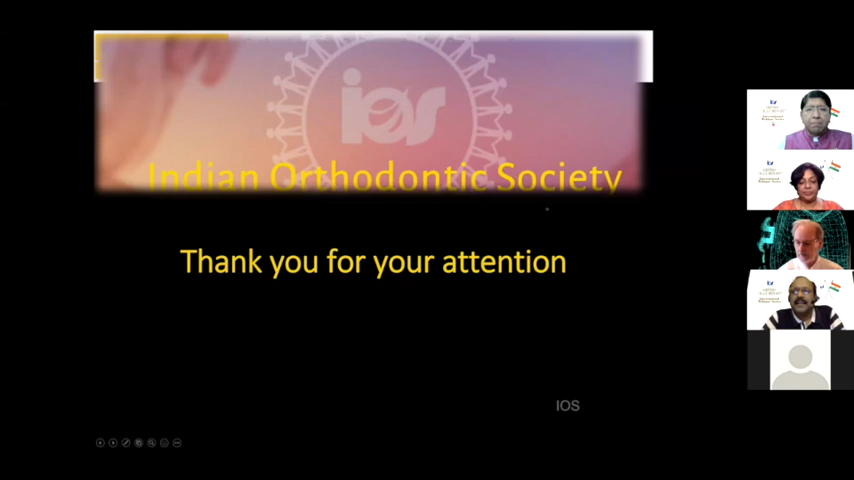 ios
Indian Orthodontic Society
Thank you for your attention
IOS